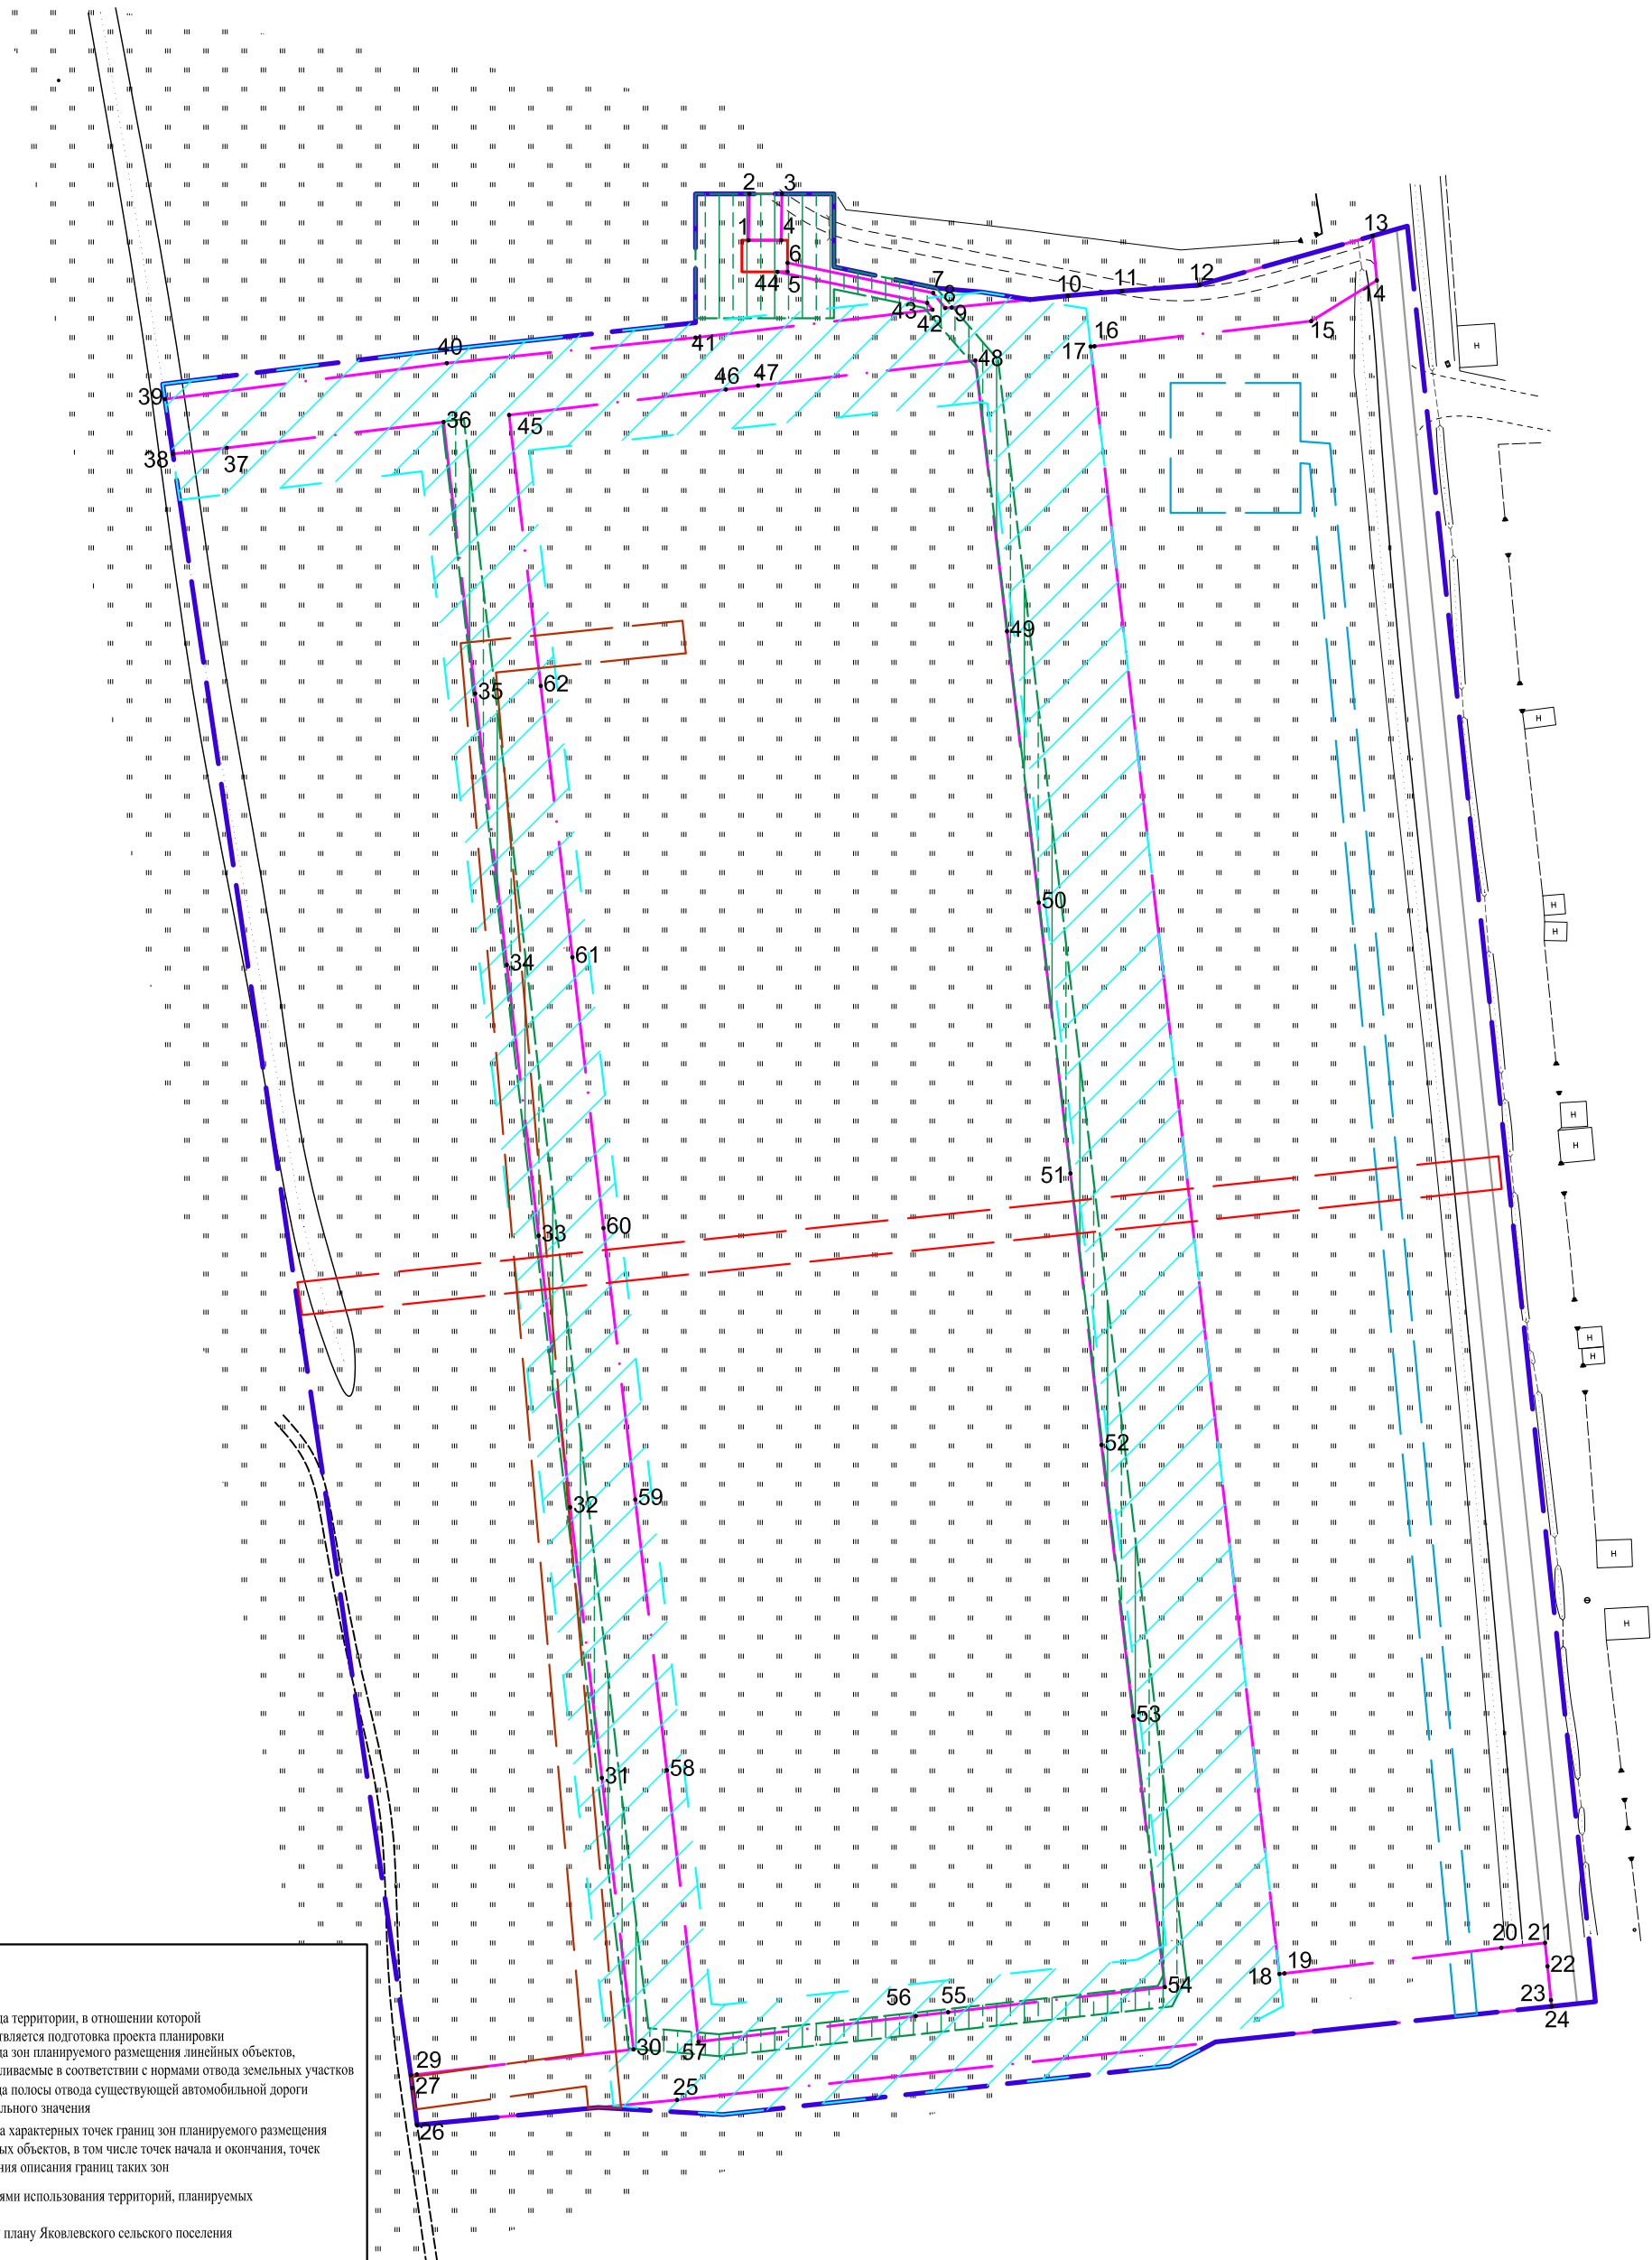 2 3
13
1 4
6
7
44 5
8
10 11 12
14
43
42
9
15
41
16
17
40
48
46 47
39
45
36
38
37
Н
49
35
62
Н
50
Н
Н
34
61
51
Н
Н
33
60
Н
Н
52
32
59
Н
Н
53
31
58
20 21
22
18 19
23
24
54
56 55
57
30
29
27
25
26
а территории, в отношении которой
твляется подготовка проекта планировки
а зон планируемого размещения линейных объектов,
ливаемые в соответствии с нормами отвода земельных участков
а полосы отвода существующей автомобильной дороги
льного значения
а характерных точек границ зон планируемого размещения
ых объектов, в том числе точек начала и окончания, точек
ния описания границ таких зон
ями использования территорий, планируемых
плану Яковлевского сельского поселения